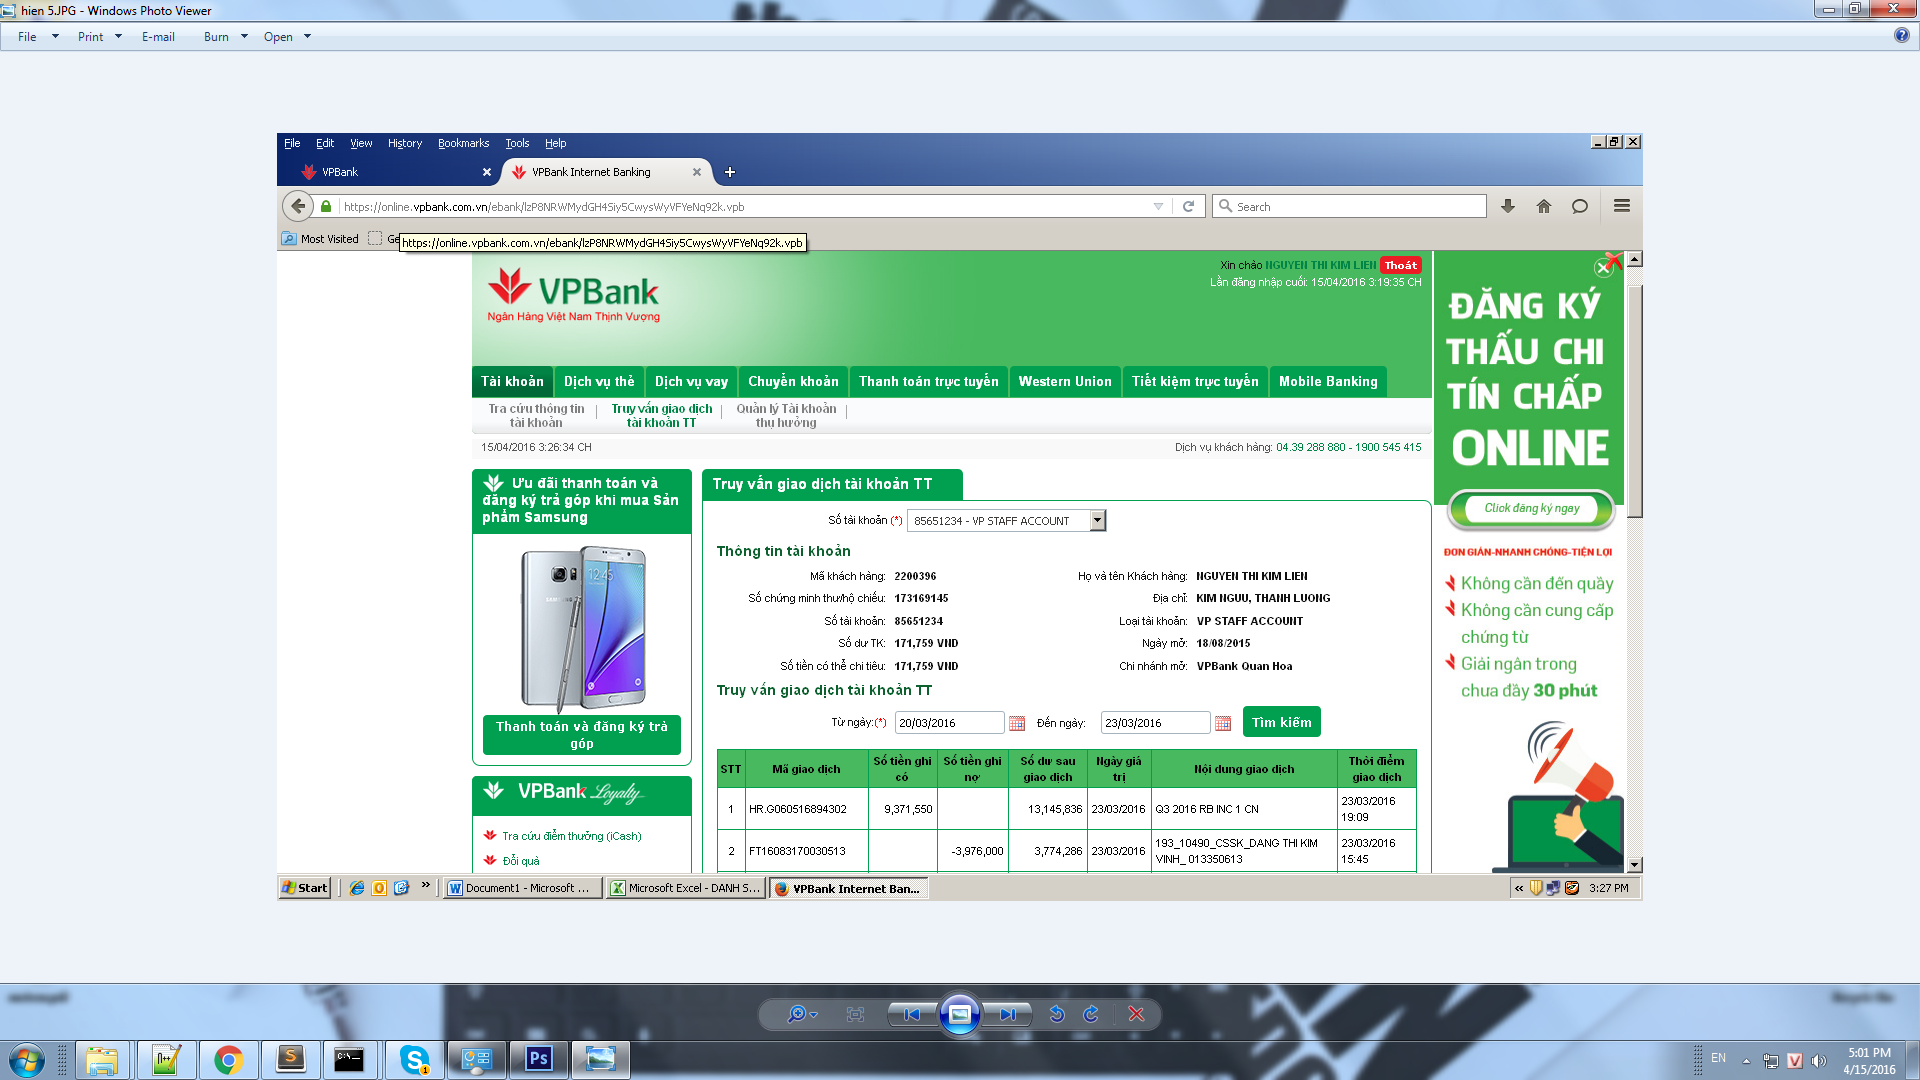 hien 5.JPG - Windows Photo Viewer
File Print E-mail Burn Open
File Edit View History Bookmarks Tools Help
VPBank
VPBank Internet Banking
https://online.vpbank.com.vn/ebank/lzP8NRWMydGH4Siy5CwysWyVFYeNq92k.vpb
Search
Most Visited Ge
https://online.vpbank.com.vn/ebank/lzP8NRWMydGH4Siy5CwysWyVFYeNq92k.vpb
VPBank
Ngân Hàng Việt Nam Thịnh Vượng
Xin chào NGUYEN THI KIM LIEN Thoát
Lần đăng nhập cuối: 15/04/2016 3:19:35 CH
Tài khoản Dịch vụ thẻ Dịch vụ vay Chuyển khoản Thanh toán trực tuyến Western Union Tiết kiệm trực tuyến Mobile Banking
Tra cứu thông tin tài khoản
Truy vấn giao dịch tài khoản TT
Quản lý Tài khoản thụ hưởng
15/04/2016 3:26:34 CH
Dịch vụ khách hàng: 04.39 288 880 - 1900 545 415
Ưu đãi thanh toán và
đăng ký trả góp khi mua Sản
phẩm Samsung
12:45
SAMSUNG
Thanh toán và đăng ký trả
góp
VPBank Loyalty
Tra cứu điểm thưởng (iCash)
Đổi quà
Truy vấn giao dịch tài khoản TT
Số tài khoản (*) 85651234 - VP STAFF ACCOUNT
Thông tin tài khoản
Mã khách hàng: 2200396 Họ và tên Khách hàng: NGUYEN THI KIM LIEN
Số chứng minh thư/hộ chiếu: 173169145 Địa chỉ: KIM NGUU, THANH LUONG
Số tài khoản: 85651234 Loại tài khoản: VP STAFF ACCOUNT
Số dư TK: 171,759 VND Ngày mở: 18/08/2015
Số tiền có thể chi tiêu: 171,759 VND Chi nhánh mở: VPBank Quan Hoa
Truy vấn giao dịch tài khoản TT
Từ ngày:(*) 20/03/2016 Đến ngày: 23/03/2016 Tìm kiếm
STT Mã giao dịch Số tiền ghi có Số tiền ghi nợ Số dư sau giao dịch Ngày giá trị Nội dung giao dịch Thời điểm giao dịch
1 HR.G060516894302 9,371,550 13,145,836 23/03/2016 Q3 2016 RB INC 1 CN 23/03/2016 19:09
2 FT16083170030513 -3,976,000 3,774,286 23/03/2016 193_10490_CSSK_DANG THI KIM VINH_ 013350613 23/03/2016 15:45
ĐĂNG KÝ
THẤU CHI
TÍN CHẤP
ONLINE
Click đăng ký ngay
ĐƠN GIẢN-NHANH CHÓNG-TIỆN LỢI
Không cần đến quầy
Không cần cung cấp
chứng từ
Giải ngân trong
chưa đầy 30 phút
Start Document1 - Microsoft ... Microsoft Excel - DANH S... VPBank Internet Ban... 3:27 PM
EN 5:01 PM
4/15/2016